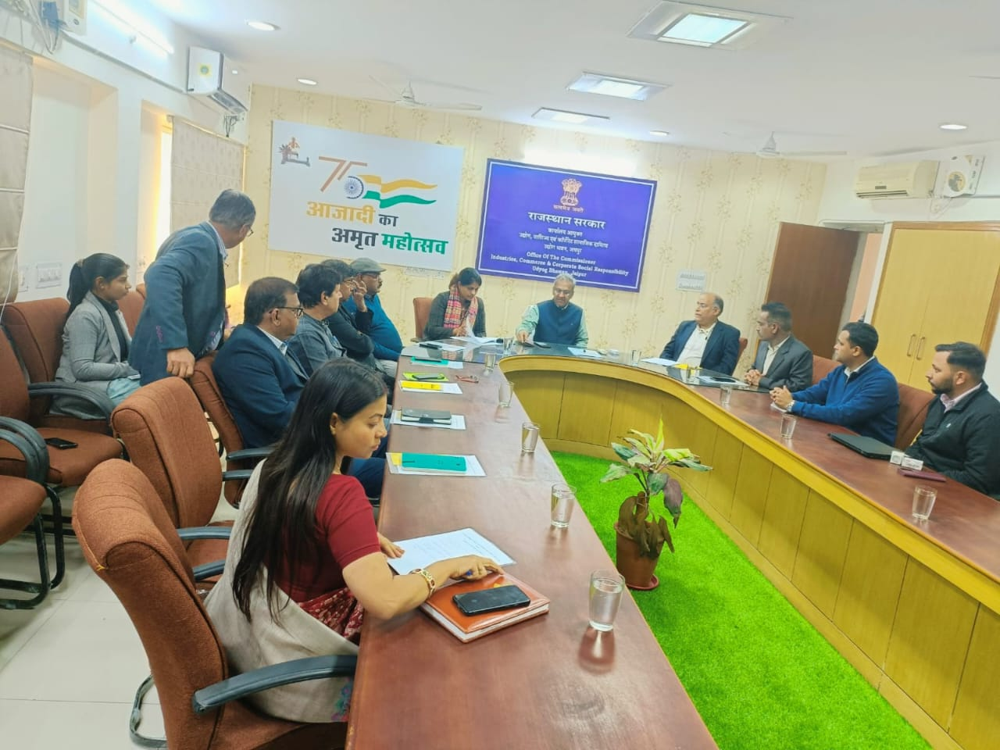 75
आजादी का
अमृत महोत्सव
सत्यमेव जयते
राजस्थान सरकार
कार्यालय आयुक्त
उद्योग, वाणिज्य एवं कॉर्पोरेट सामाजिक दायित्व
उद्योग भवन, जयपुर
Office Of The Commissioner
Industries, Commerce & Corporate Social Responsibility
Udyog Bhawan, Jaipur